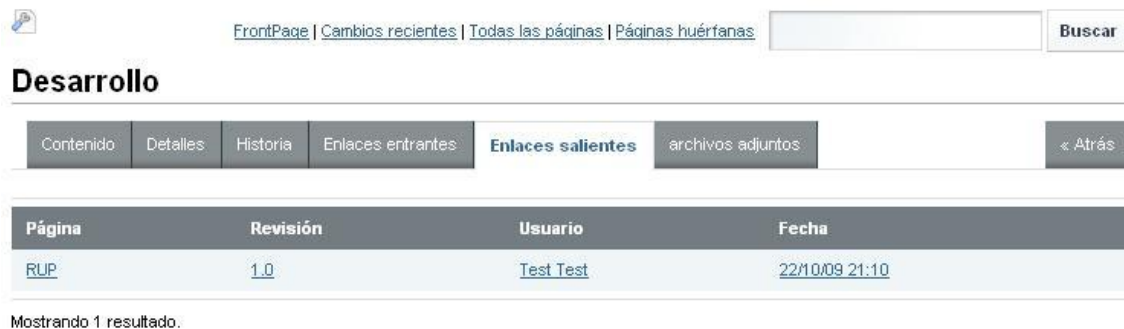 FrontPage | Cambios recientes | Todas las páginas | Páginas huérfanas Buscar
Desarrollo
Contenido Detalles Historia Enlaces entrantes Enlaces salientes archivos adjuntos « Atrás
Página Revisión Usuario Fecha
RUP 1.0 Test Test 22/10/09 21:10
Mostrando 1 resultado.